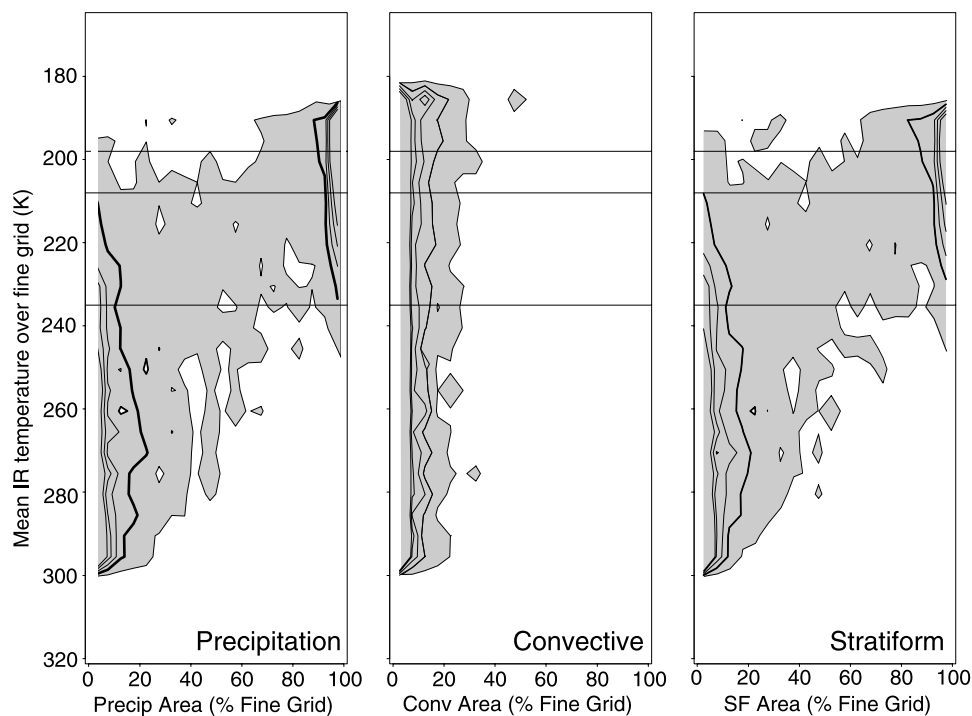 Mean IR temperature over fine grid (K)
180
200
220
240
260
280
300
320
Precipitation
0 20 40 60 80 100
Precip Area (% Fine Grid)
Convective
0 20 40 60 80 100
Conv Area (% Fine Grid)
Stratiform
0 20 40 60 80 100
SF Area (% Fine Grid)